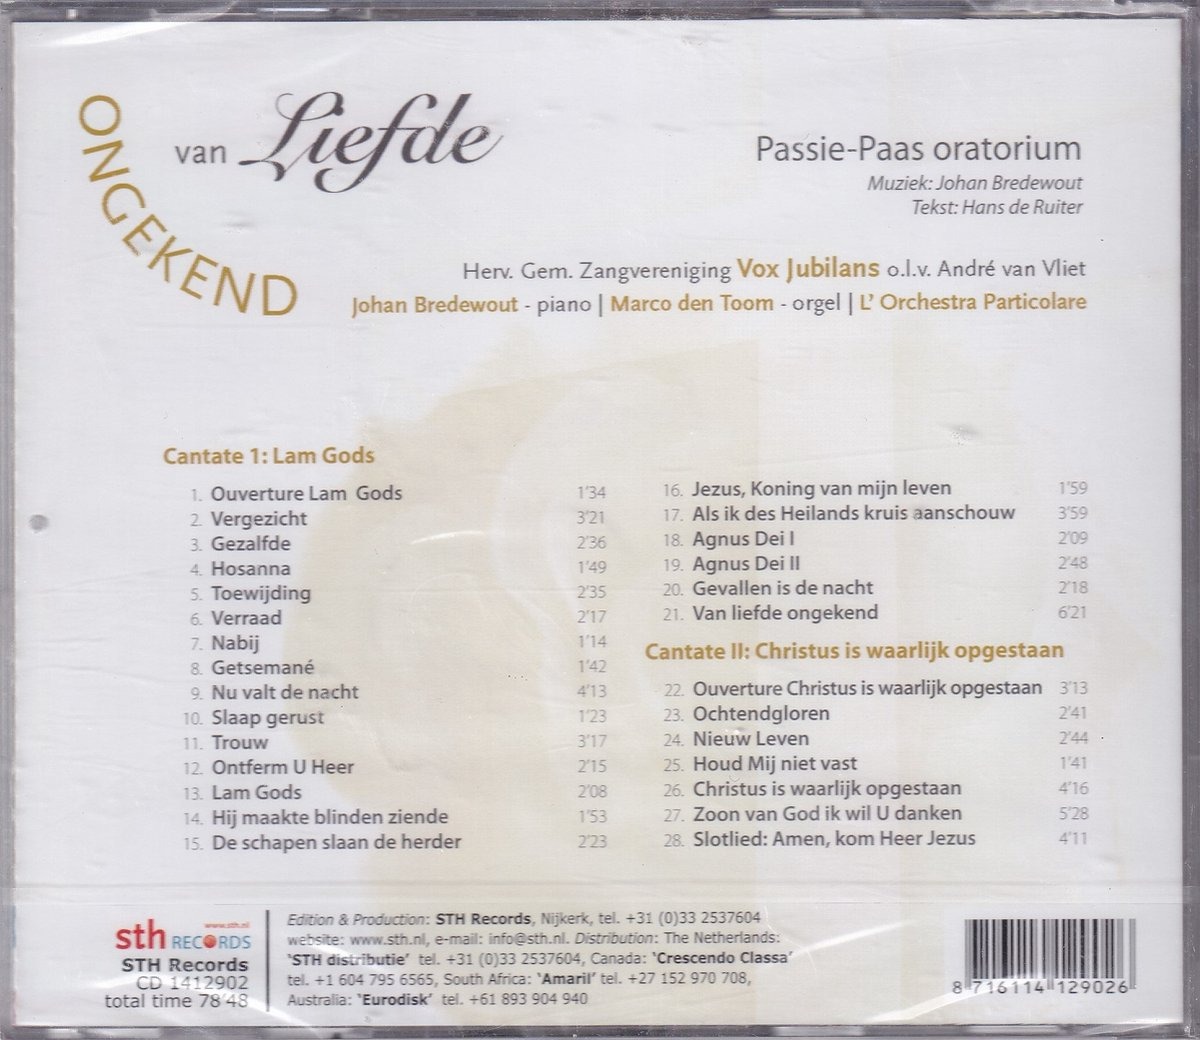 van Liefde
ONGEKEND
Passie-Paas oratorium
Muziek: Johan Bredewout
Tekst: Hans de Ruiter
Herv. Gem. Zangvereniging Vox Jubilans o.l.v. André van Vliet
Johan Bredewout - piano | Marco den Toom - orgel | L' Orchestra Particolare
Cantate 1: Lam Gods
1. Ouverture Lam Gods 1'34
2. Vergezicht 3'21
3. Gezalfde 2'36
4. Hosanna 1'49
5. Toewijding 2'35
6. Verraad 2'17
7. Nabij 1'14
8. Getsemané 1'42
9. Nu valt de nacht 4'13
10. Slaap gerust 1'23
11. Trouw 3'17
12. Ontferm U Heer 2'15
13. Lam Gods 2'08
14. Hij maakte blinden ziende 1'53
15. De schapen slaan de herder 2'23
16. Jezus, Koning van mijn leven 1'59
17. Als ik des Heilands kruis aanschouw 3'59
18. Agnus Dei I 2'09
19. Agnus Dei II 2'48
20. Gevallen is de nacht 2'18
21. Van liefde ongekend 6'21
Cantate II: Christus is waarlijk opgestaan
22. Ouverture Christus is waarlijk opgestaan 3'13
23. Ochtendgloren 2'41
24. Nieuw Leven 2'44
25. Houd Mij niet vast 1'41
26. Christus is waarlijk opgestaan 4'16
27. Zoon van God ik wil U danken 5'28
28. Slotlied: Amen, kom Heer Jezus 4'11
www.sth.nl
sth RECORDS
STH Records
CD 1412902
total time 78'48
Edition & Production: STH Records, Nijkerk, tel. +31 (0)33 2537604
website: www.sth.nl, e-mail: info@sth.nl. Distribution: The Netherlands:
'STH distributie' tel. +31 (0)33 2537604, Canada: 'Crescendo Classa'
tel. +1 604 795 6565, South Africa: 'Amaril' tel. +27 152 970 708,
Australia: 'Eurodisk' tel. +61 893 904 940
8 716114 129026